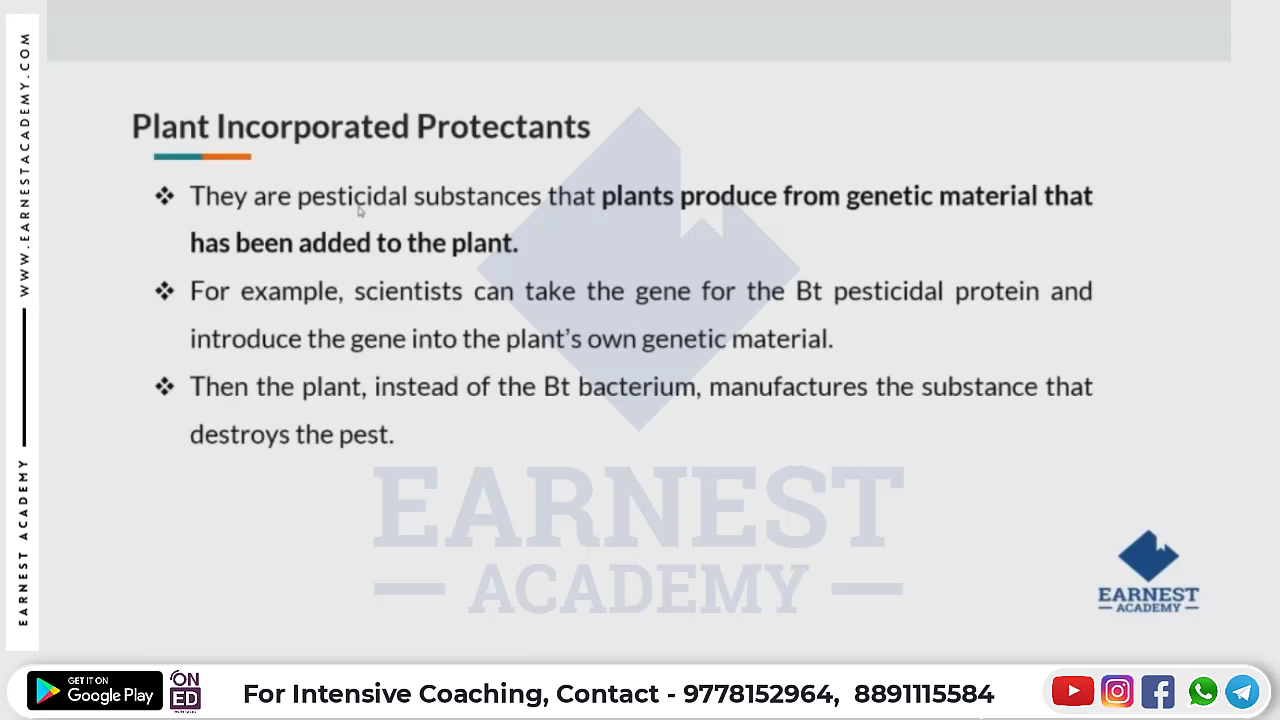 WWW.EARNESTACADEMY.COM
EARNEST ACADEMY
Plant Incorporated Protectants
❖ They are pesticidal substances that plants produce from genetic material that
has been added to the plant.
❖ For example, scientists can take the gene for the Bt pesticidal protein and
introduce the gene into the plant's own genetic material.
❖ Then the plant, instead of the Bt bacterium, manufactures the substance that
destroys the pest.
EARNEST
ACADEMY
EARNEST
ACADEMY
GET IT ON
Google Play
ON
ED
For Intensive Coaching, Contact - 9778152964, 8891115584